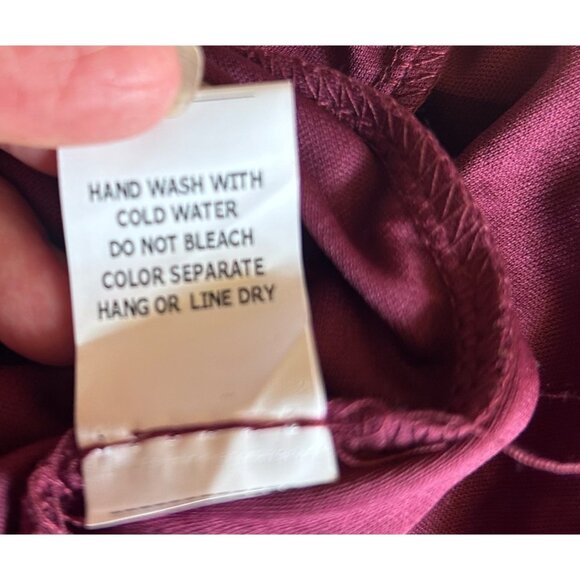 HAND WASH WITH
COLD WATER
DO NOT BLEACH
COLOR SEPARATE
HANG OR LINE DRY